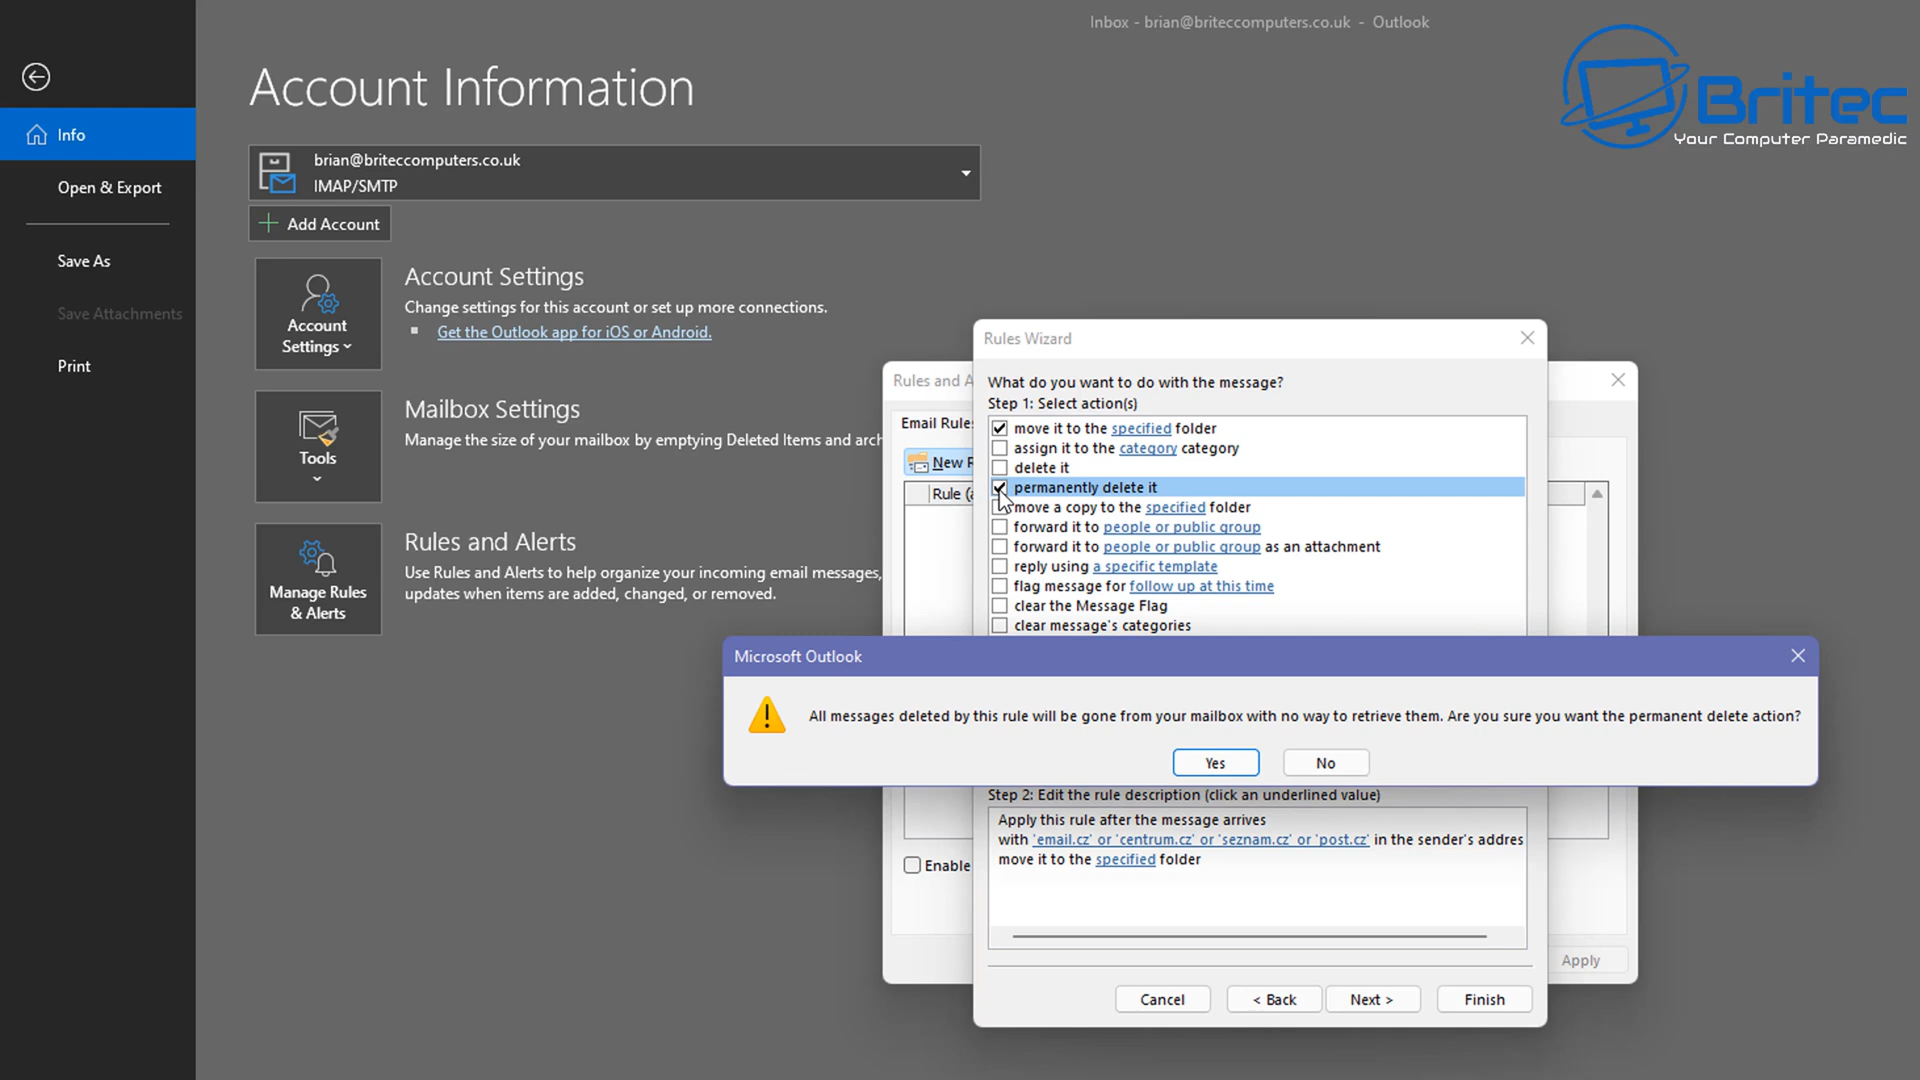 Inbox - brian@briteccomputers.co.uk - Outlook
Britec
Your Computer Paramedic
Account Information
Info
brian@briteccomputers.co.uk
IMAP/SMTP
Open & Export
Add Account
Save As
Account Settings
Account Settings
Change settings for this account or set up more connections.
Get the Outlook app for iOS or Android.
Save Attachments
Print
Tools
Mailbox Settings
Manage the size of your mailbox by emptying Deleted Items and arch
Manage Rules & Alerts
Rules and Alerts
Use Rules and Alerts to help organize your incoming email messages,
updates when items are added, changed, or removed.
Rules and A
Email Rules
New R
Rule (a
Enable
Apply
Rules Wizard
What do you want to do with the message?
Step 1: Select action(s)
move it to the specified folder
assign it to the category category
delete it
permanently delete it
move a copy to the specified folder
forward it to people or public group
forward it to people or public group as an attachment
reply using a specific template
flag message for follow up at this time
clear the Message Flag
clear message's categories
Microsoft Outlook
All messages deleted by this rule will be gone from your mailbox with no way to retrieve them. Are you sure you want the permanent delete action?
Yes
No
Step 2: Edit the rule description (click an underlined value)
Apply this rule after the message arrives
with 'email.cz' or 'centrum.cz' or 'seznam.cz' or 'post.cz' in the sender's addres
move it to the specified folder
Cancel
< Back
Next >
Finish